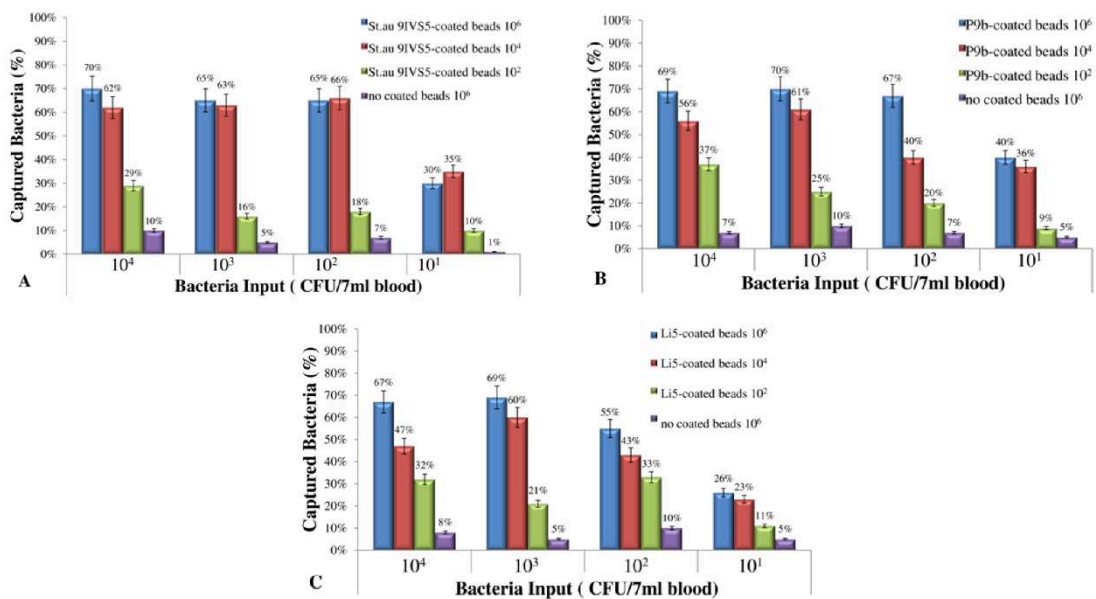 100%
90%
80%
70%
60%
50%
40%
30%
20%
10%
0%
Captured Bacteria (%)
St.au 9IVS5-coated beads 10⁶
St.au 9IVS5-coated beads 10⁴
St.au 9IVS5-coated beads 10²
no coated beads 10⁶
70% 62% 29% 10%
65% 63% 16% 5%
65% 66% 18% 7%
30% 35% 10% 1%
10⁴ 10³ 10² 10¹
A Bacteria Input ( CFU/7ml blood)
100%
90%
80%
70%
60%
50%
40%
30%
20%
10%
0%
Captured Bacteria (%)
P9b-coated beads 10⁶
P9b-coated beads 10⁴
P9b-coated beads 10²
no coated beads 10⁶
69% 56% 37% 7%
70% 61% 25% 10%
67% 40% 20% 7%
40% 36% 9% 5%
10⁴ 10³ 10² 10¹
B Bacteria Input ( CFU/7ml blood)
100%
90%
80%
70%
60%
50%
40%
30%
20%
10%
0%
Captured Bacteria (%)
Li5-coated beads 10⁶
Li5-coated beads 10⁴
Li5-coated beads 10²
no coated beads 10⁶
67% 47% 32% 8%
69% 60% 21% 5%
55% 43% 33% 10%
26% 23% 11% 5%
10⁴ 10³ 10² 10¹
C Bacteria Input ( CFU/7ml blood)